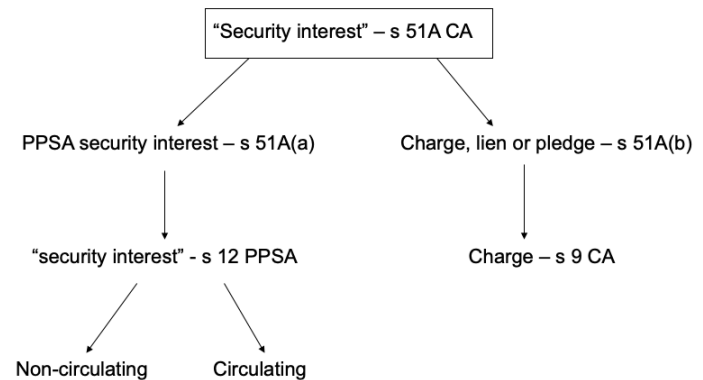 “Security interest” – s 51A CA
PPSA security interest – s 51A(a)
Charge, lien or pledge – s 51A(b)
“security interest” - s 12 PPSA
Charge – s 9 CA
Non-circulating
Circulating